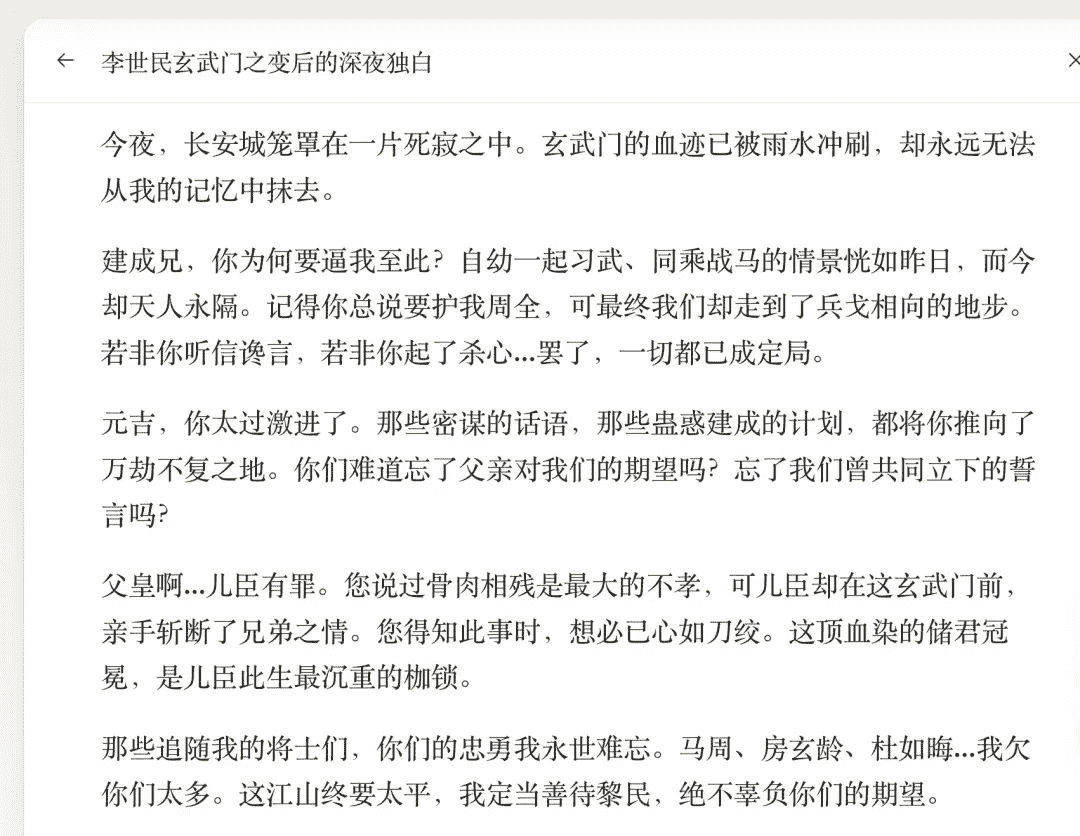 李世民玄武门之变后的深夜独白
今夜，长安城笼罩在一片死寂之中。玄武门的血迹已被雨水冲刷，却永远无法
从我的记忆中抹去。
建成兄，你为何要逼我至此？自幼一起习武、同乘战马的情景恍如昨日，而今
却天人永隔。记得你总说要护我周全，可最终我们却走到了兵戈相向的地步。
若非你听信谗言，若非你起了杀心...罢了，一切都已成定局。
元吉，你太过激进了。那些密谋的话语，那些蛊惑建成的计划，都将你推向了
万劫不复之地。你们难道忘了父亲对我们的期望吗？忘了我们曾共同立下的誓
言吗？
父皇啊...儿臣有罪。您说过骨肉相残是最大的不孝，可儿臣却在这玄武门前，
亲手斩断了兄弟之情。您得知此事时，想必已心如刀绞。这顶血染的储君冠
冕，是儿臣此生最沉重的枷锁。
那些追随我的将士们，你们的忠勇我永世难忘。马周、房玄龄、杜如晦...我欠
你们太多。这江山终要太平，我定当善待黎民，绝不辜负你们的期望。